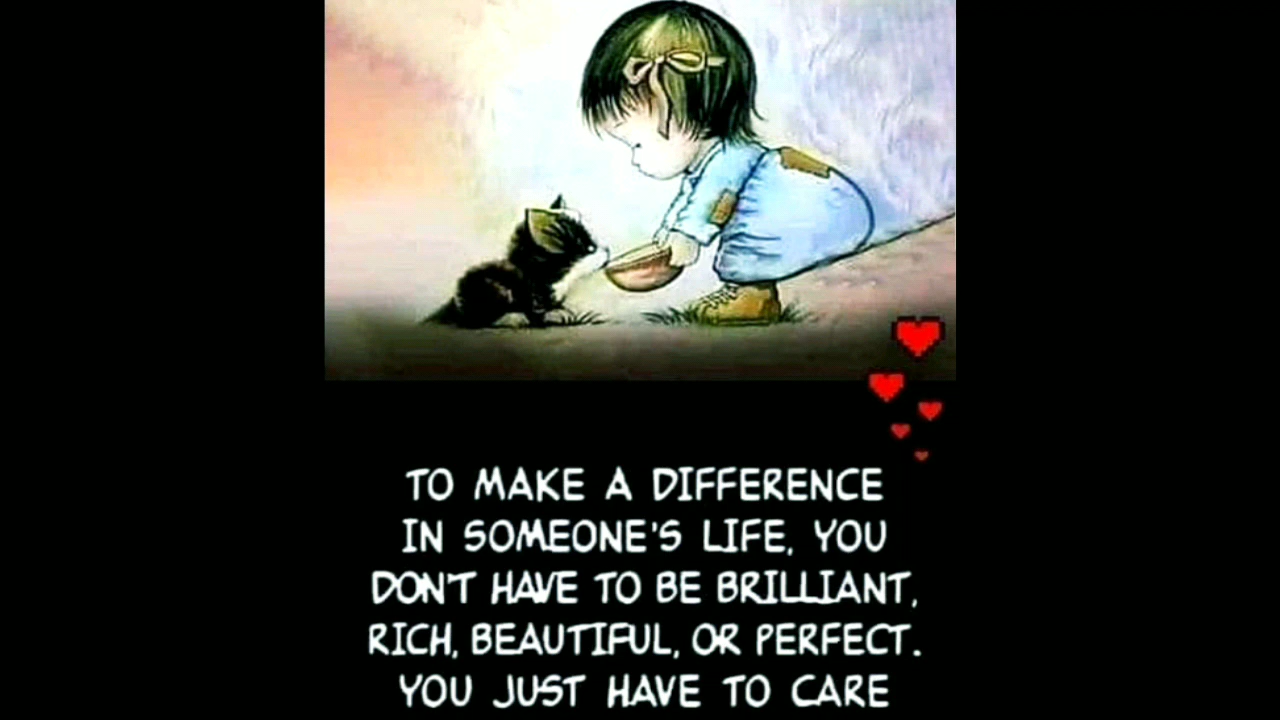 TO MAKE A DIFFERENCE
IN SOMEONE'S LIFE, YOU
DON'T HAVE TO BE BRILLIANT,
RICH, BEAUTIFUL, OR PERFECT.
YOU JUST HAVE TO CARE